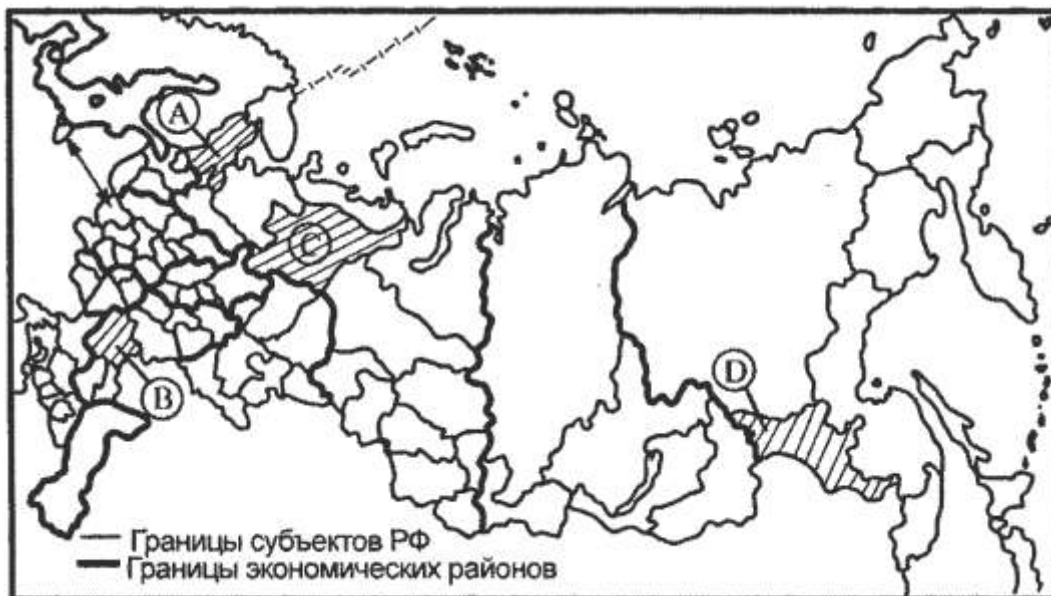 A
C
B
D
Границы субъектов РФ
Границы экономических районов